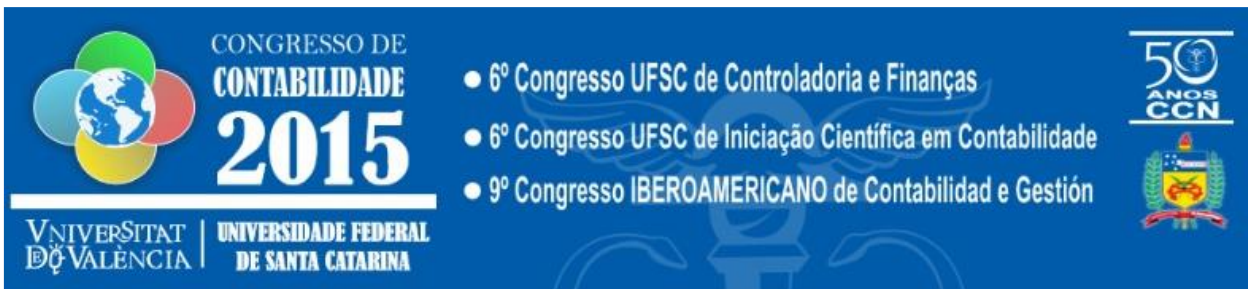 CONGRESSO DE
CONTABILIDADE
2015
VNIVERSITAT
DE VALÈNCIA
UNIVERSIDADE FEDERAL
DE SANTA CATARINA
● 6º Congresso UFSC de Controladoria e Finanças
● 6º Congresso UFSC de Iniciação Científica em Contabilidade
● 9º Congresso IBEROAMERICANO de Contabilidad e Gestión
50
ANOS
CCN